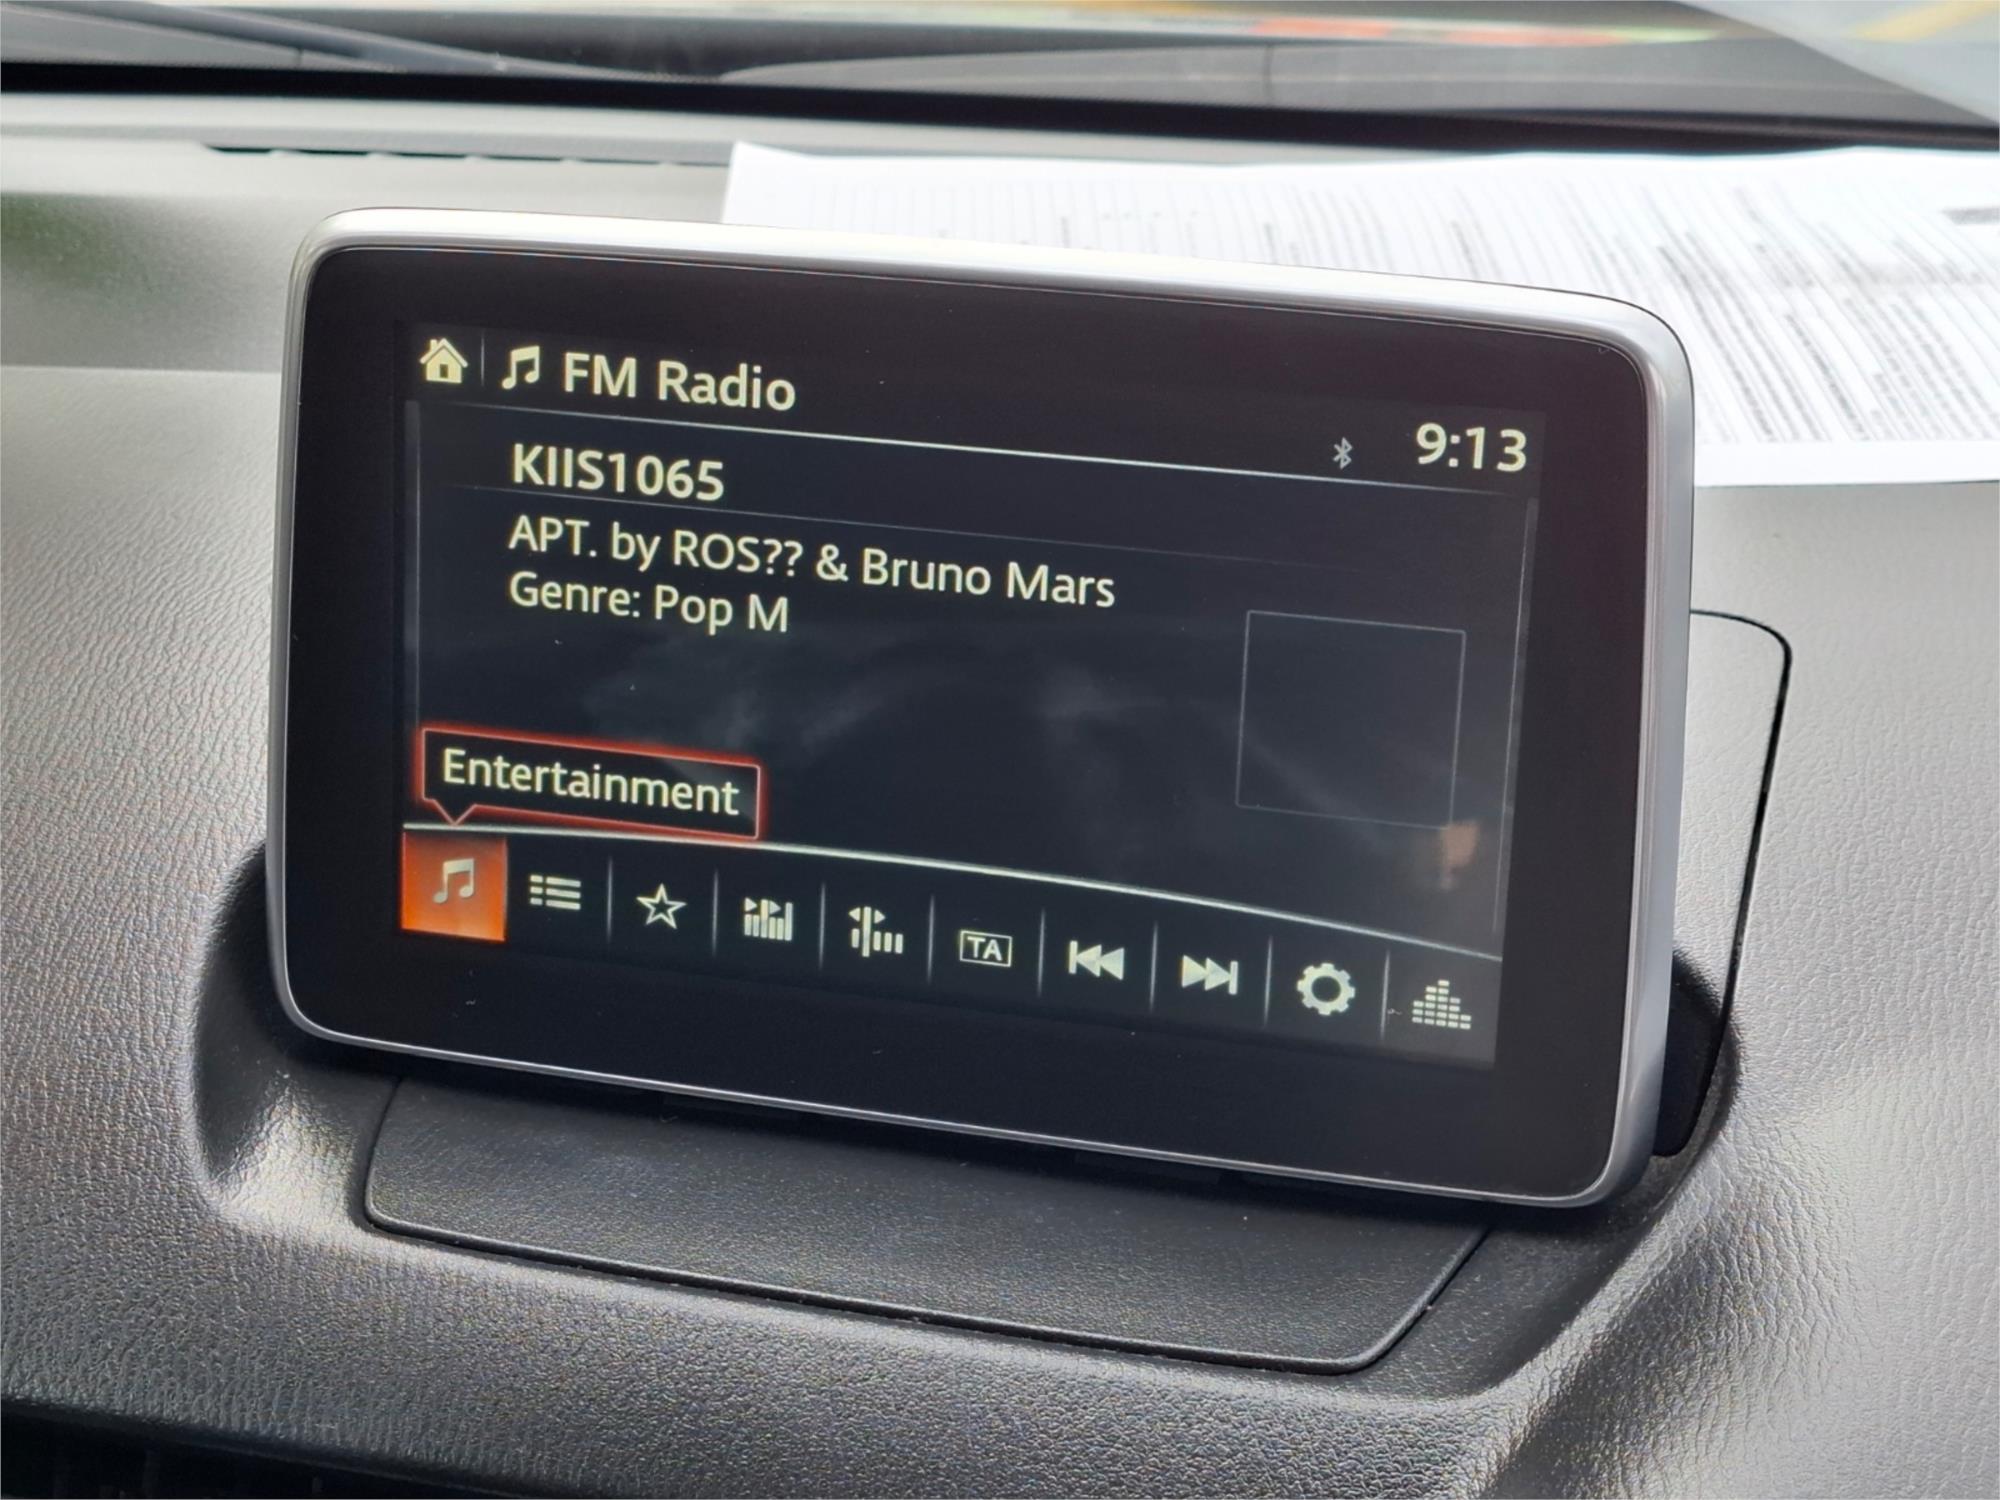 FM Radio
9:13
KIIS1065
APT. by ROS?? & Bruno Mars
Genre: Pop M
Entertainment
TA